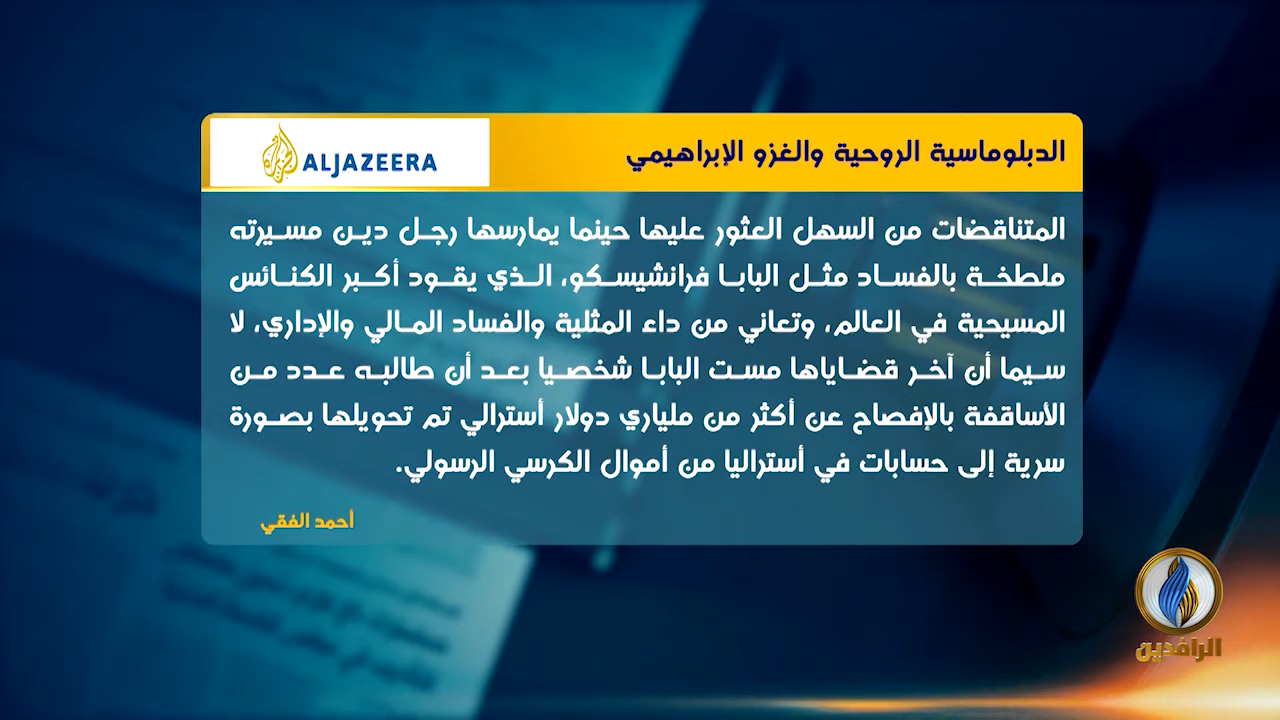 الدبلوماسية الروحية والغزو الإبراهيمي
ALJAZEERA
المتناقضات من السهل العثور عليها حينما يمارسها رجل دين مسيرته
ملطخة بالفساد مثل البابا فرانشيسكو، الذي يقود أكبر الكنائس
المسيحية في العالم، وتعاني من داء المثلية والفساد المالي والإداري، لا
سيما أن آخر قضاياها مست البابا شخصيا بعد أن طالبه عدد من
الأساقفة بالإفصاح عن أكثر من ملياري دولار أسترالي تم تحويلها بصورة
سرية إلى حسابات في أستراليا من أموال الكرسي الرسولي.
أحمد الفقي
الرافدين